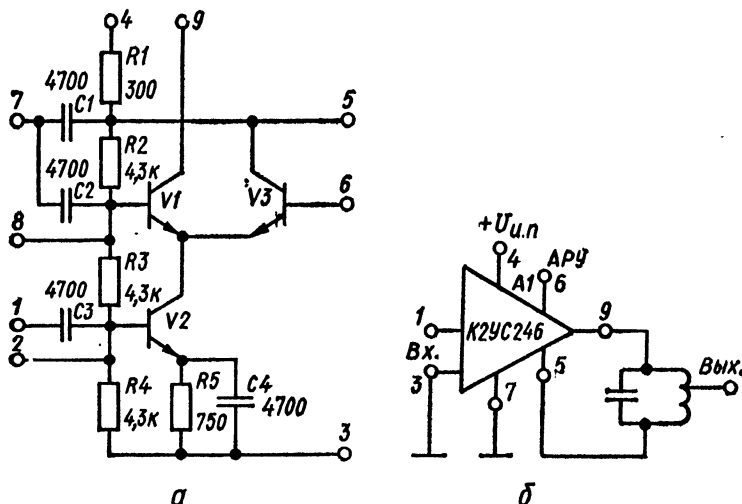 4
9
R1
300
4700
C1
7
5
R2
4,3к
4700
C2
V1
V3
6
8
R3
4,3к
4700
C3
1
V2
2
R4
4,3к
R5
750
C4
4700
3
а
+Uи.п
4
АРУ
6
А1
1
К2УС246
9
Вх.
3
7
5
Вых.
б